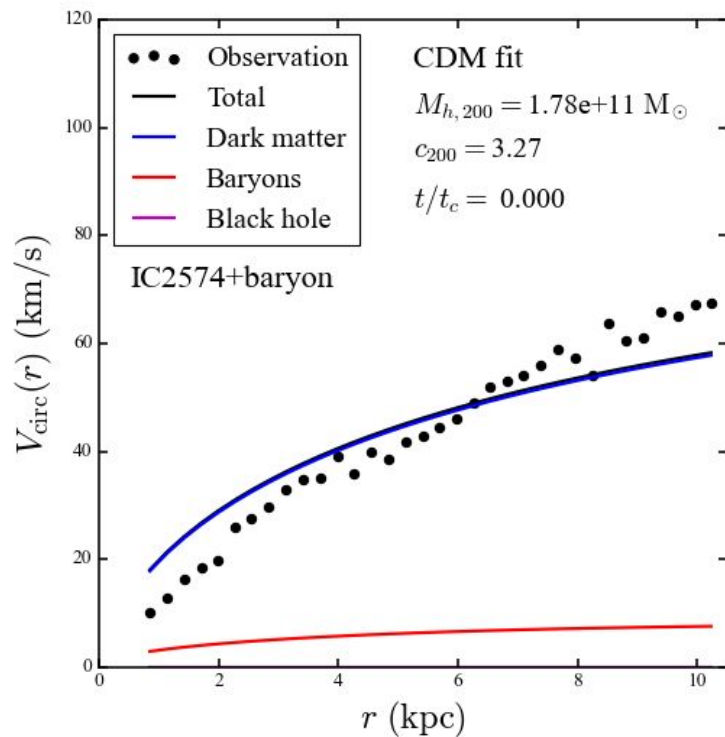 120
100
80
60
40
20
0
V_circ(r) (km/s)
Observation
Total
Dark matter
Baryons
Black hole
CDM fit
M_{h,200} = 1.78e+11 M_⊙
c_{200} = 3.27
t/t_c = 0.000
IC2574+baryon
0 2 4 6 8 10
r (kpc)